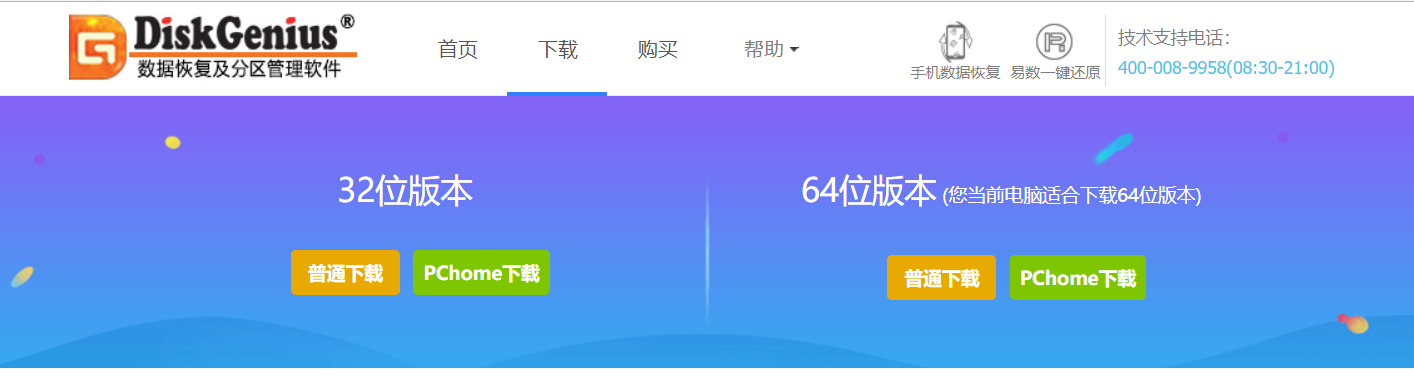 DiskGenius®
数据恢复及分区管理软件
首页 下载 购买 帮助
手机数据恢复 易数一键还原
技术支持电话：
400-008-9958(08:30-21:00)
32位版本
普通下载 PChome下载
64位版本 (您当前电脑适合下载64位版本)
普通下载 PChome下载